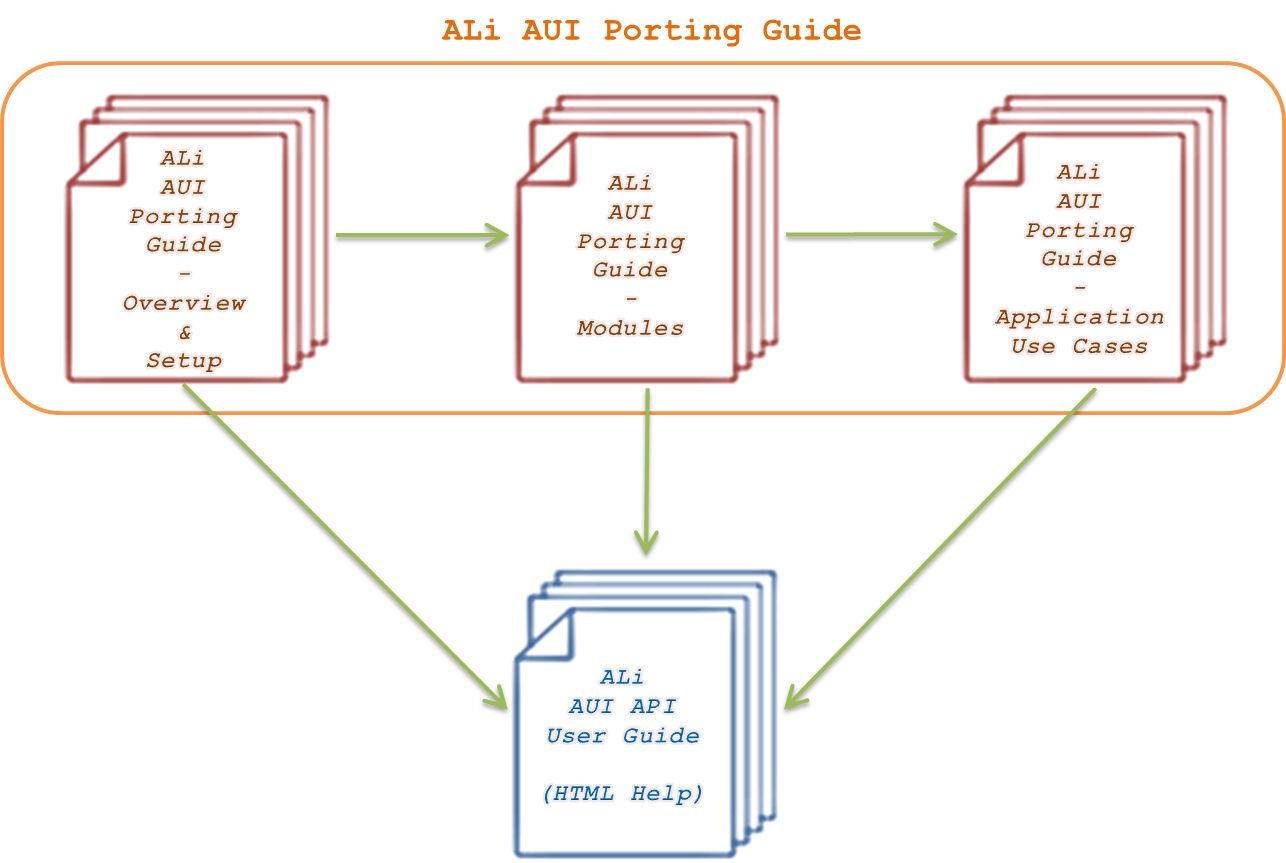 ALi AUI Porting Guide
ALi
AUI
Porting
Guide
-
Overview
&
Setup
ALi
AUI
Porting
Guide
-
Modules
ALi
AUI
Porting
Guide
-
Application
Use Cases
ALi
AUI API
User Guide
(HTML Help)